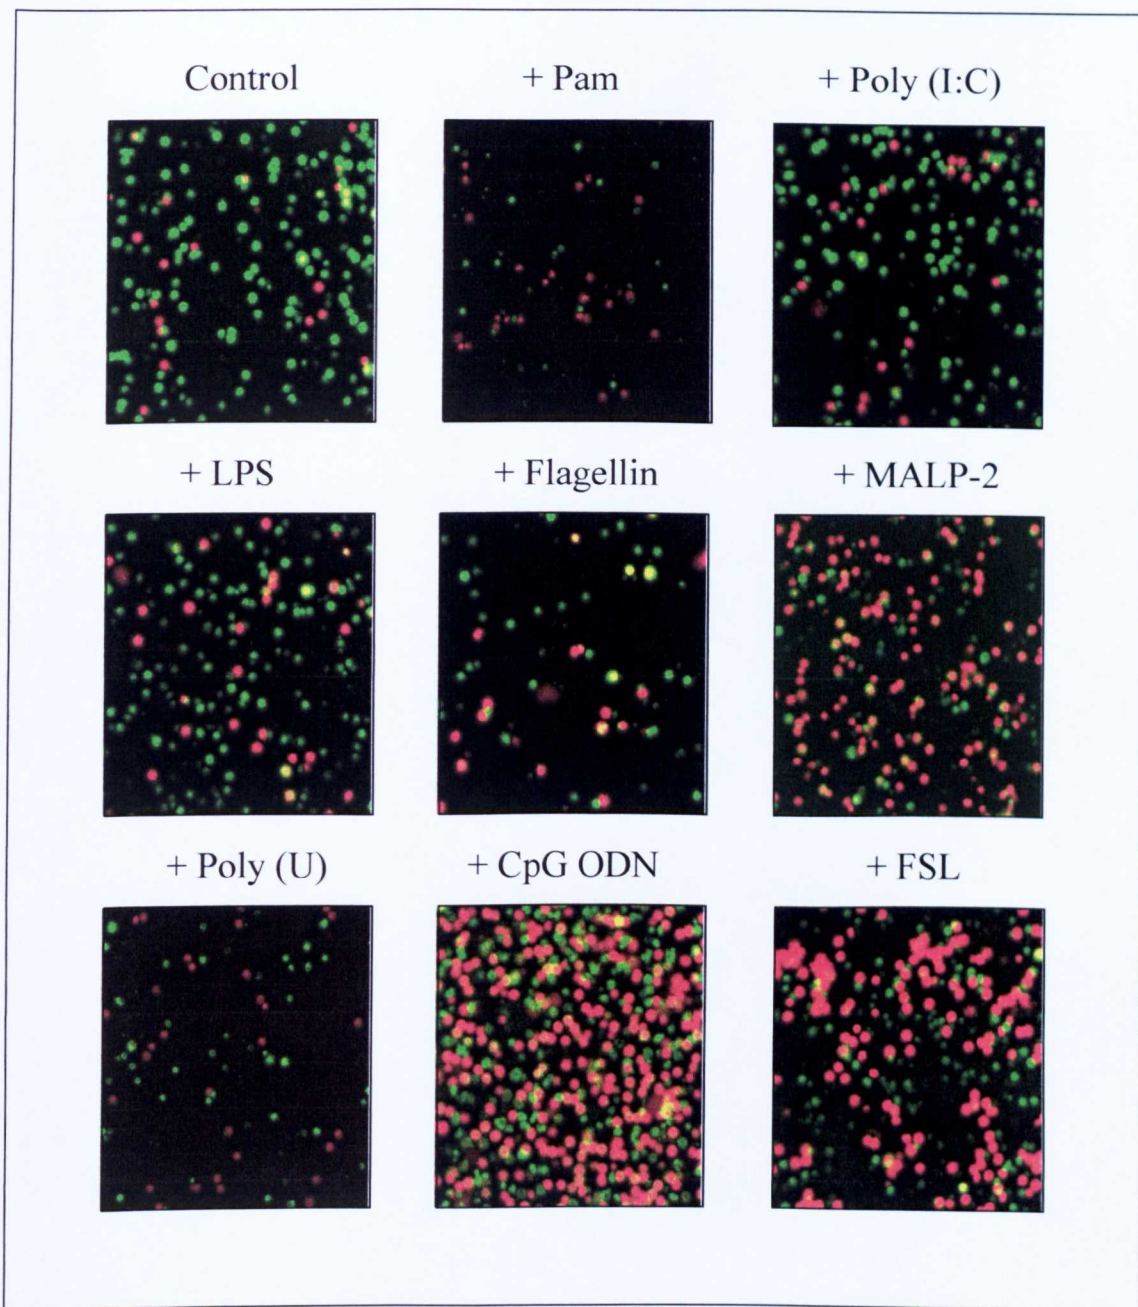 Control + Pam + Poly (I:C)
+ LPS + Flagellin + MALP-2
+ Poly (U) + CpG ODN + FSL